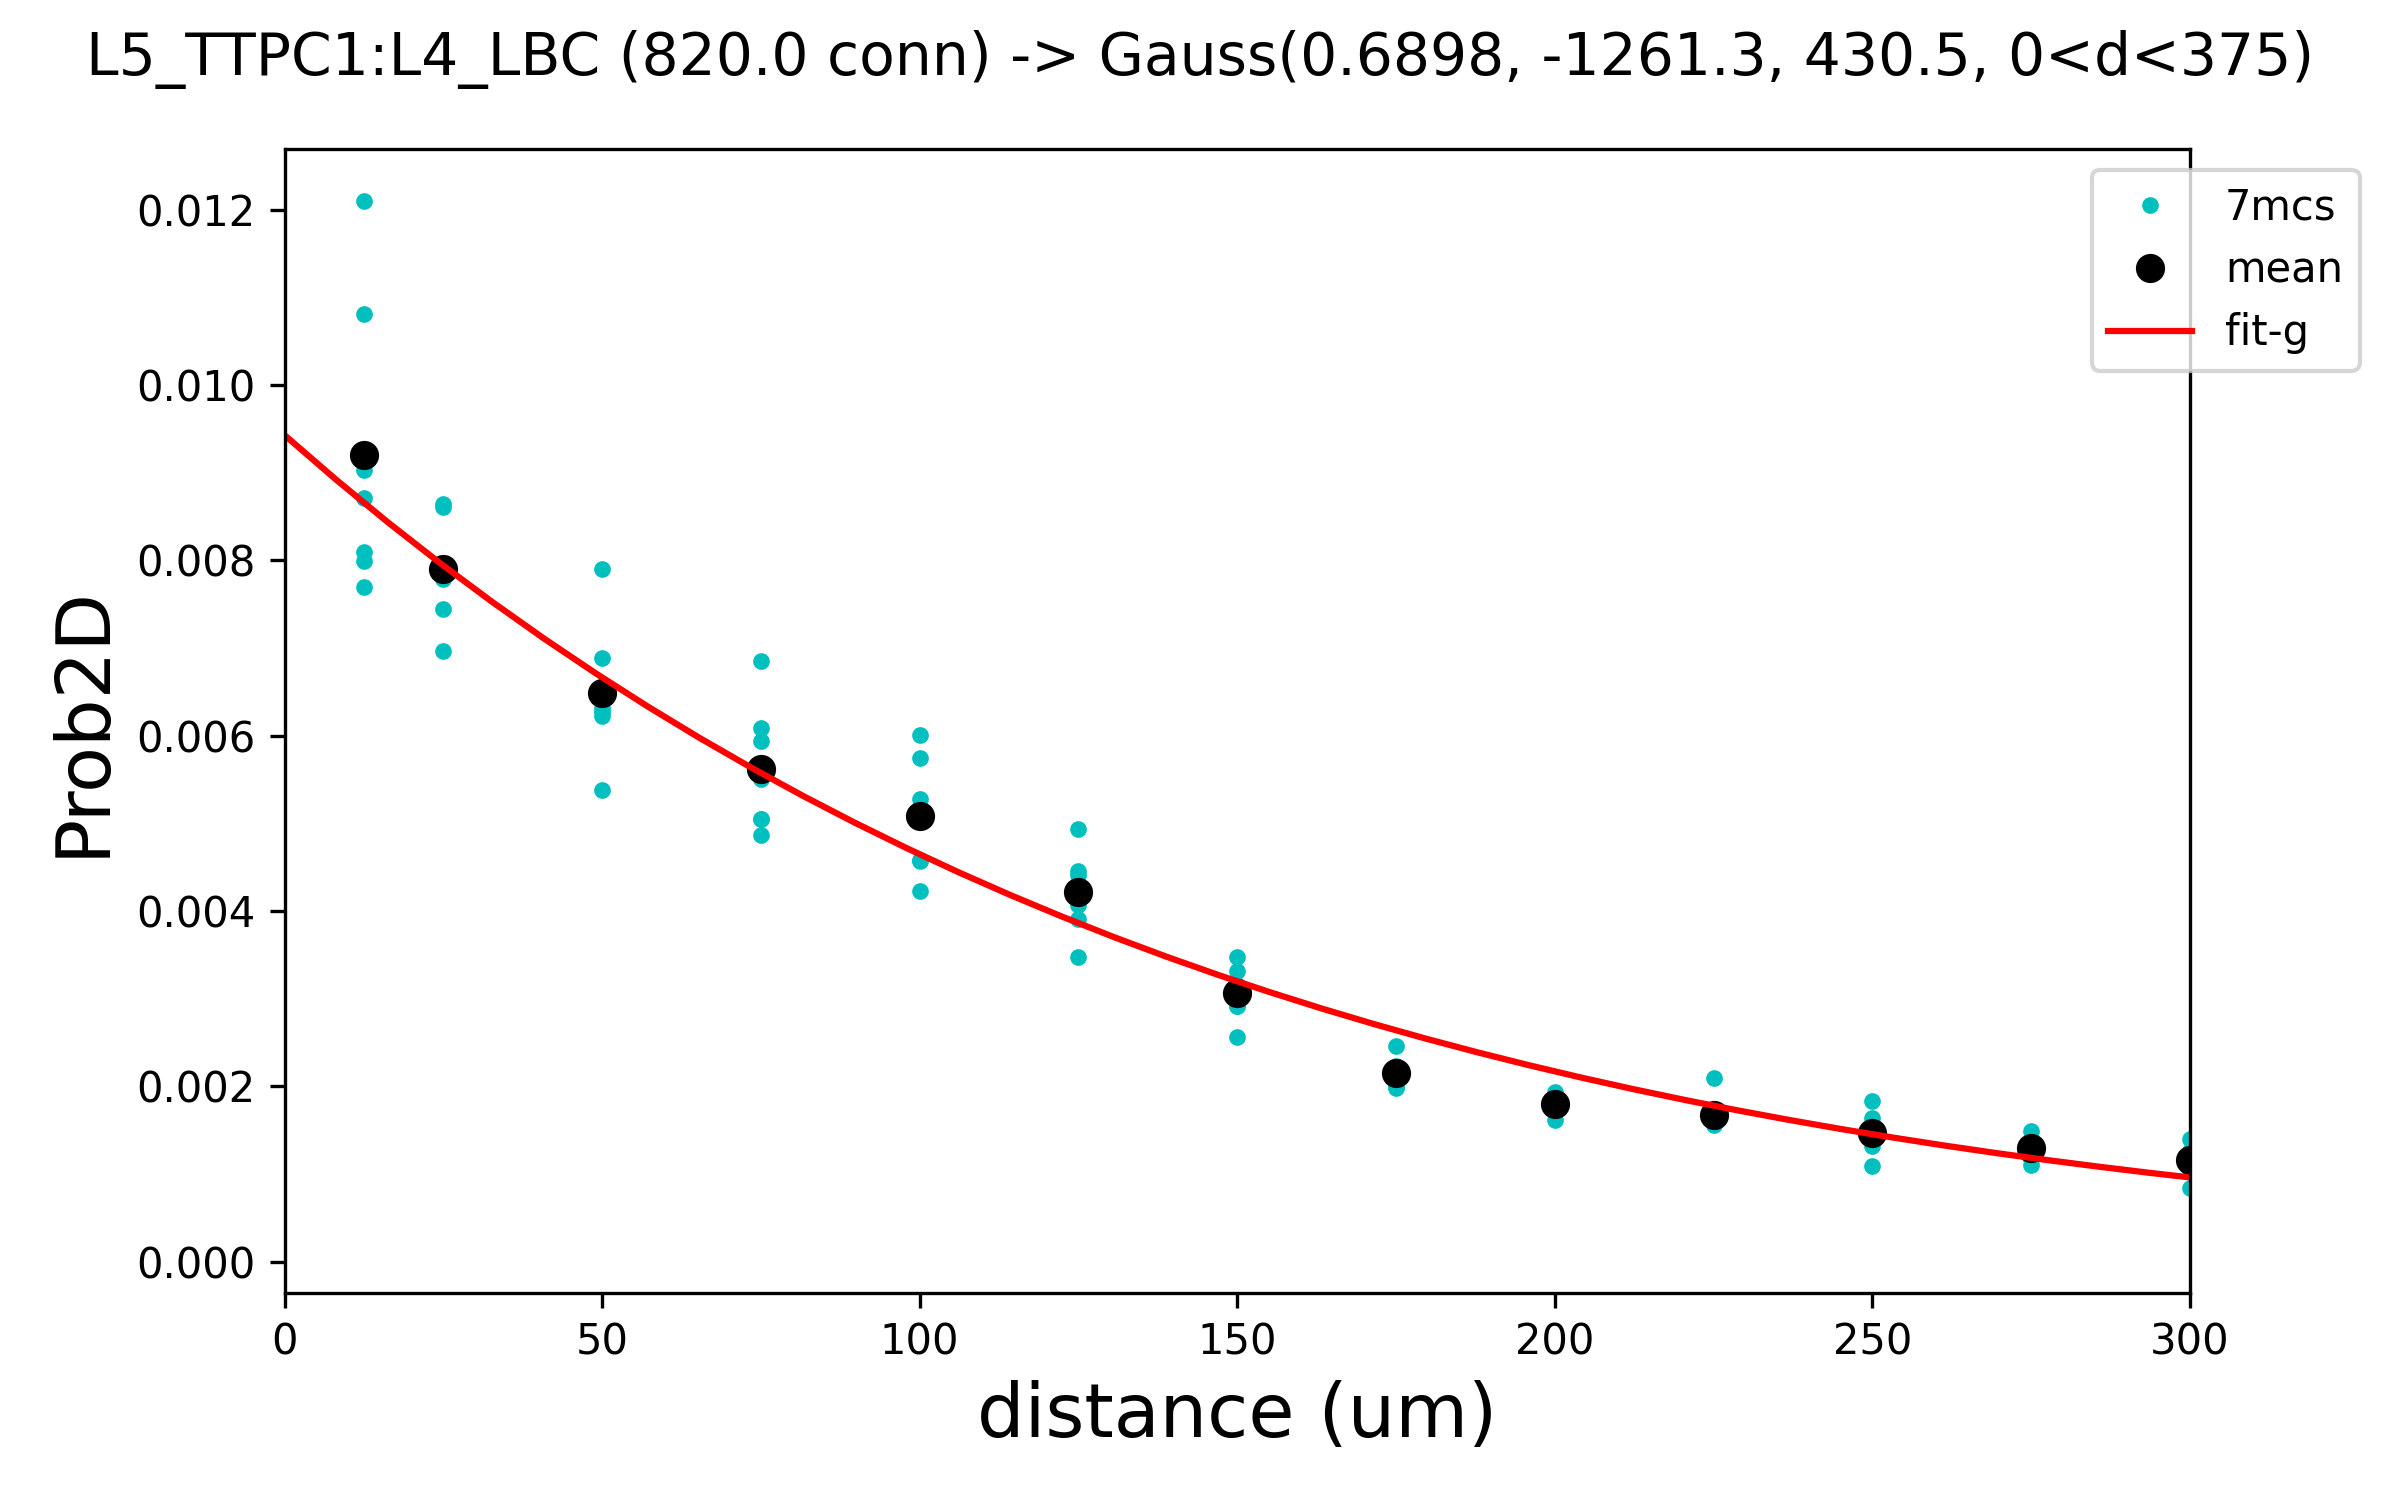 L5_TTPC1:L4_LBC (820.0 conn) -> Gauss(0.6898, -1261.3, 430.5, 0<d<375)
7mcs
mean
fit-g
Prob2D
0.012
0.010
0.008
0.006
0.004
0.002
0.000
0 50 100 150 200 250 300
distance (um)